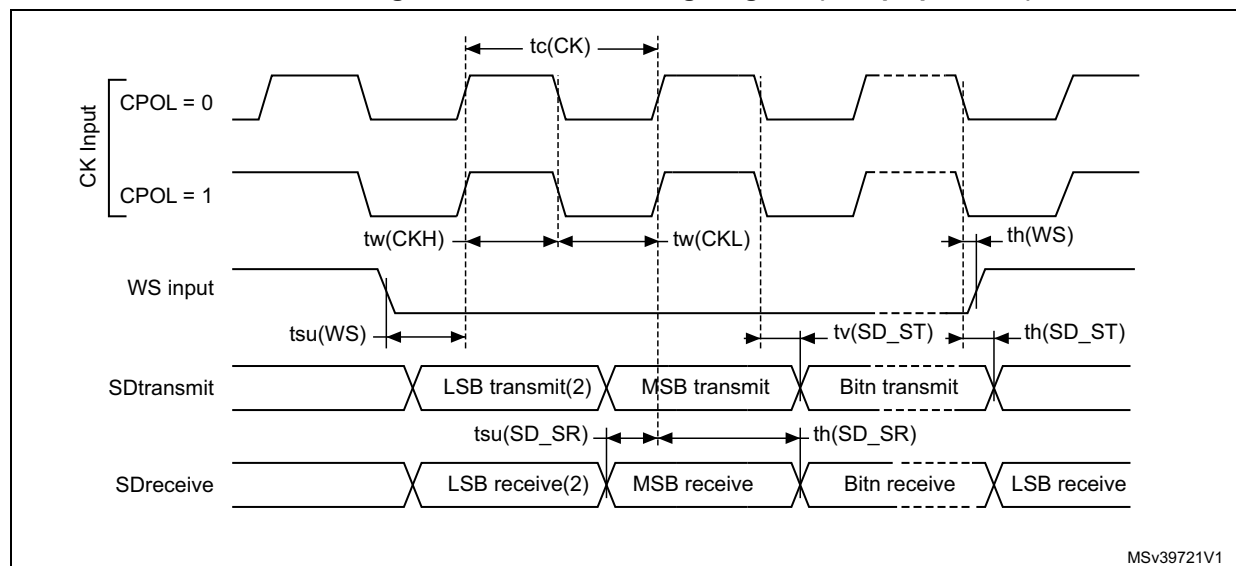 tc(CK)
CK Input
CPOL = 0
CPOL = 1
tw(CKH)
tw(CKL)
th(WS)
WS input
tsu(WS)
tv(SD_ST)
th(SD_ST)
SDtransmit
LSB transmit(2)
MSB transmit
Bitn transmit
tsu(SD_SR)
th(SD_SR)
SDreceive
LSB receive(2)
MSB receive
Bitn receive
LSB receive
MSv39721V1